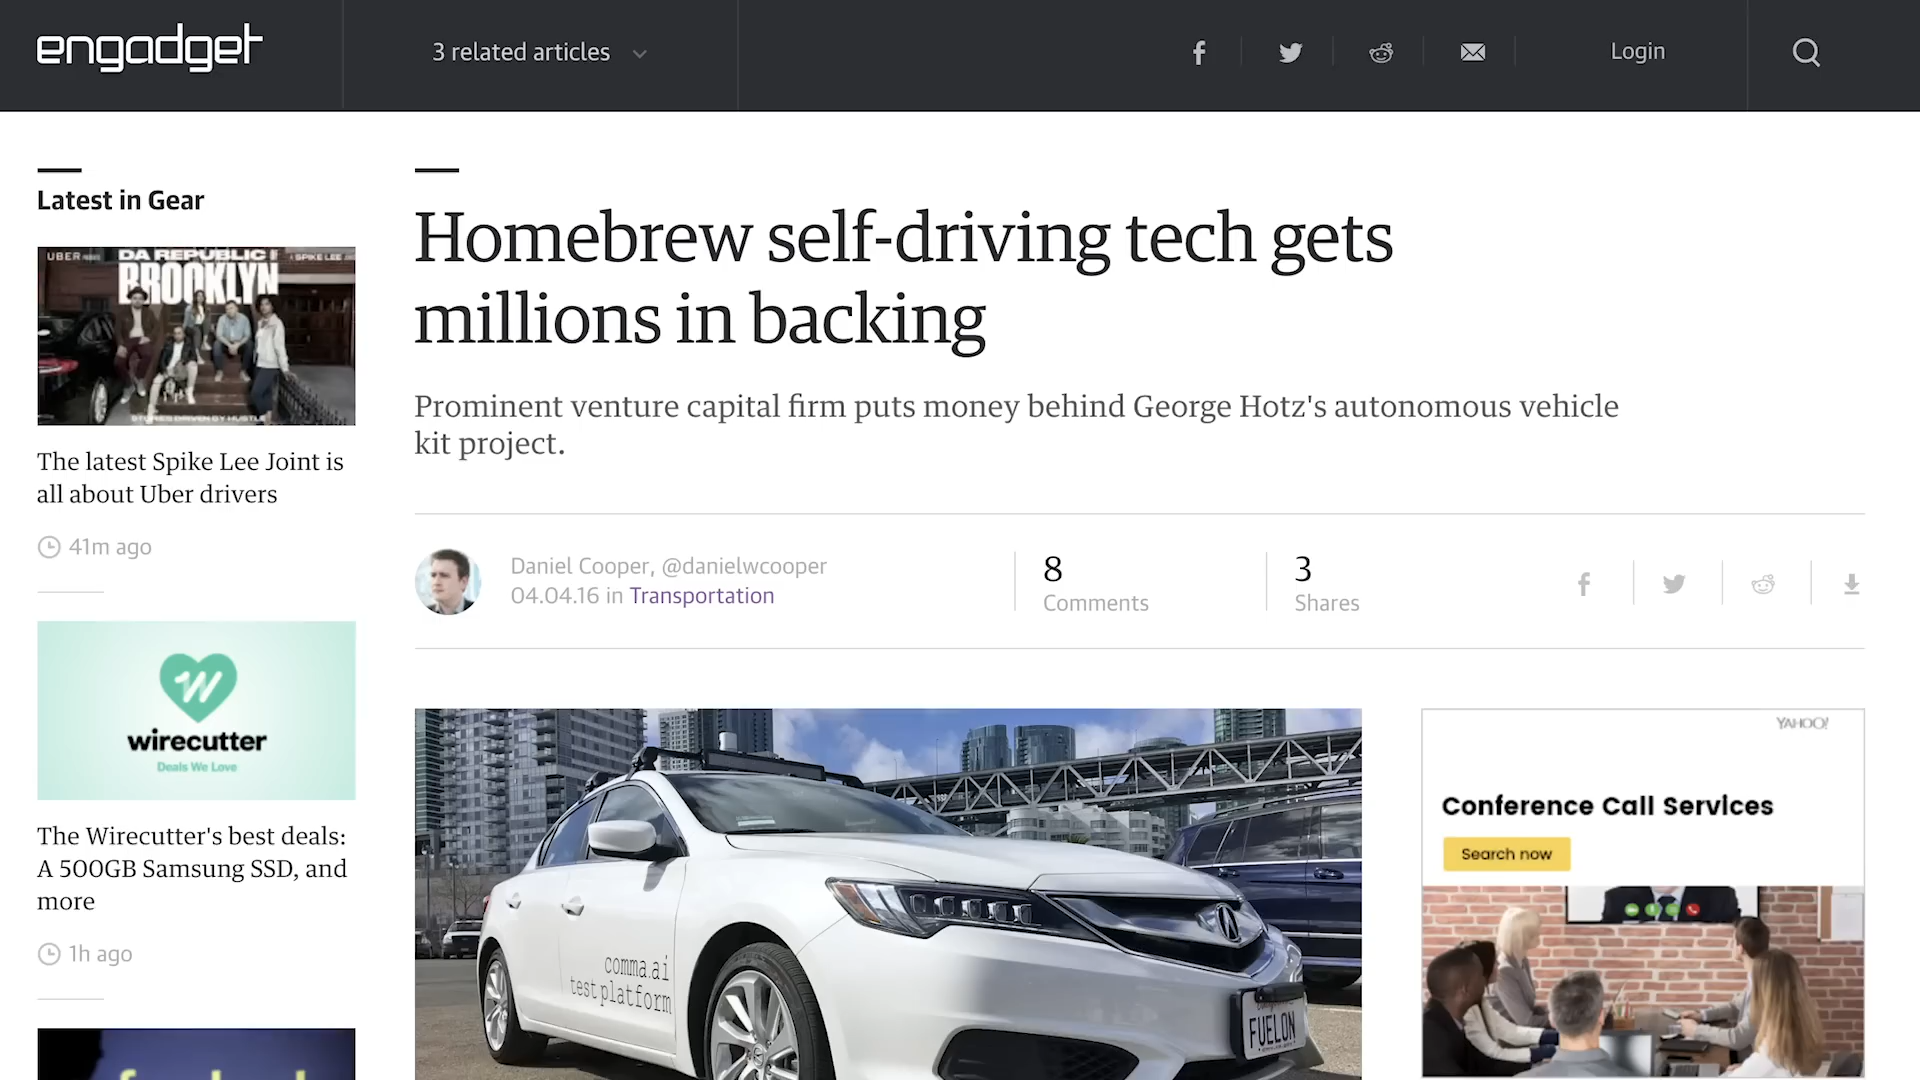 engadget
3 related articles
Login
Latest in Gear
UBER
DA REPUBLIC
BROOKLYN
SPIKE LEE
STORIES DRIVEN BY HUSTLE
The latest Spike Lee Joint is
all about Uber drivers
41m ago
wirecutter
Deals We Love
The Wirecutter's best deals:
A 500GB Samsung SSD, and
more
1h ago
Homebrew self-driving tech gets
millions in backing
Prominent venture capital firm puts money behind George Hotz's autonomous vehicle
kit project.
Daniel Cooper, @danielwcooper
04.04.16 in Transportation
8
Comments
3
Shares
comma.ai
test platform
FUELON
YAHOO!
Conference Call Services
Search now